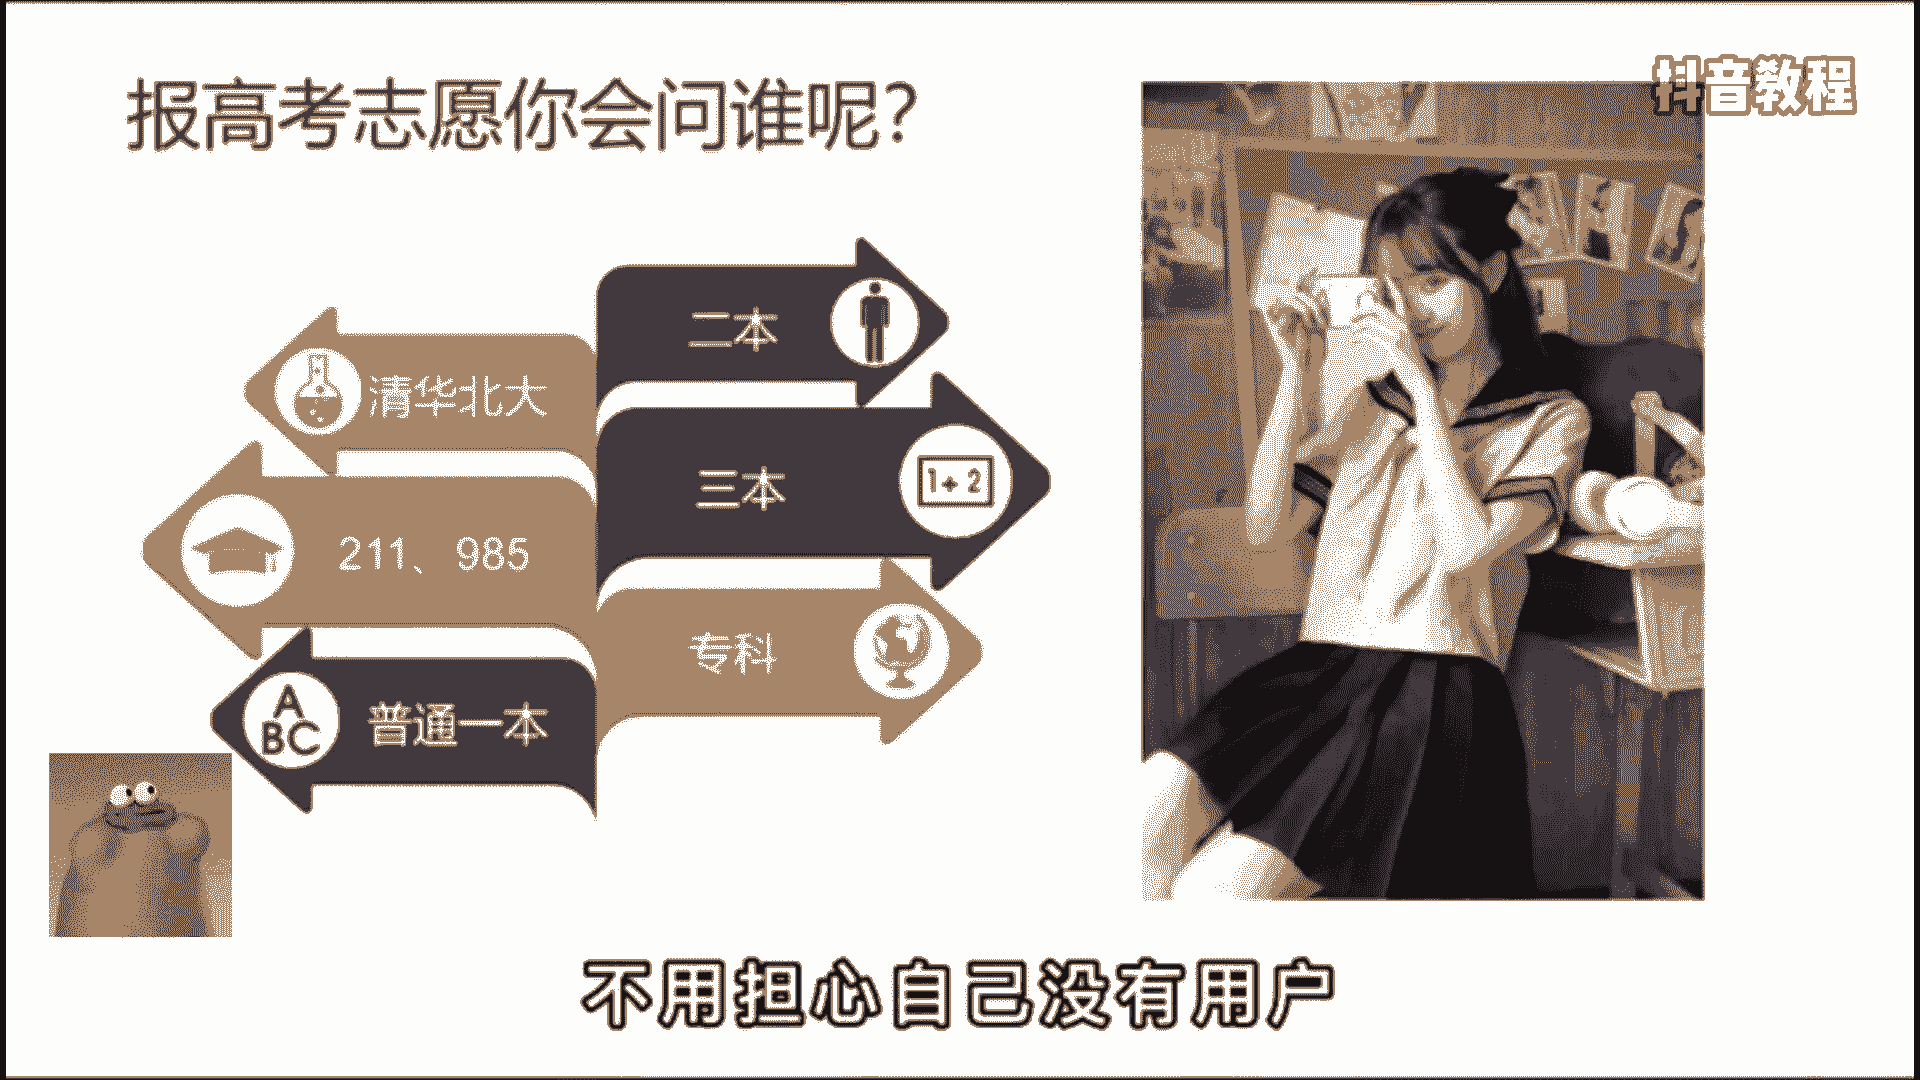 抖音教程
报高考志愿你会问谁呢?
清华北大
211、985
普通一本
ABC
二本
三本
1+2
专科
不用担心自己没有用户